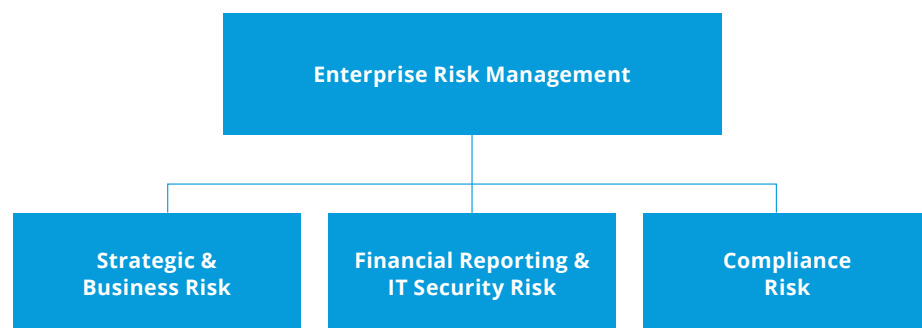 Enterprise Risk Management
Strategic &
Business Risk
Financial Reporting &
IT Security Risk
Compliance
Risk